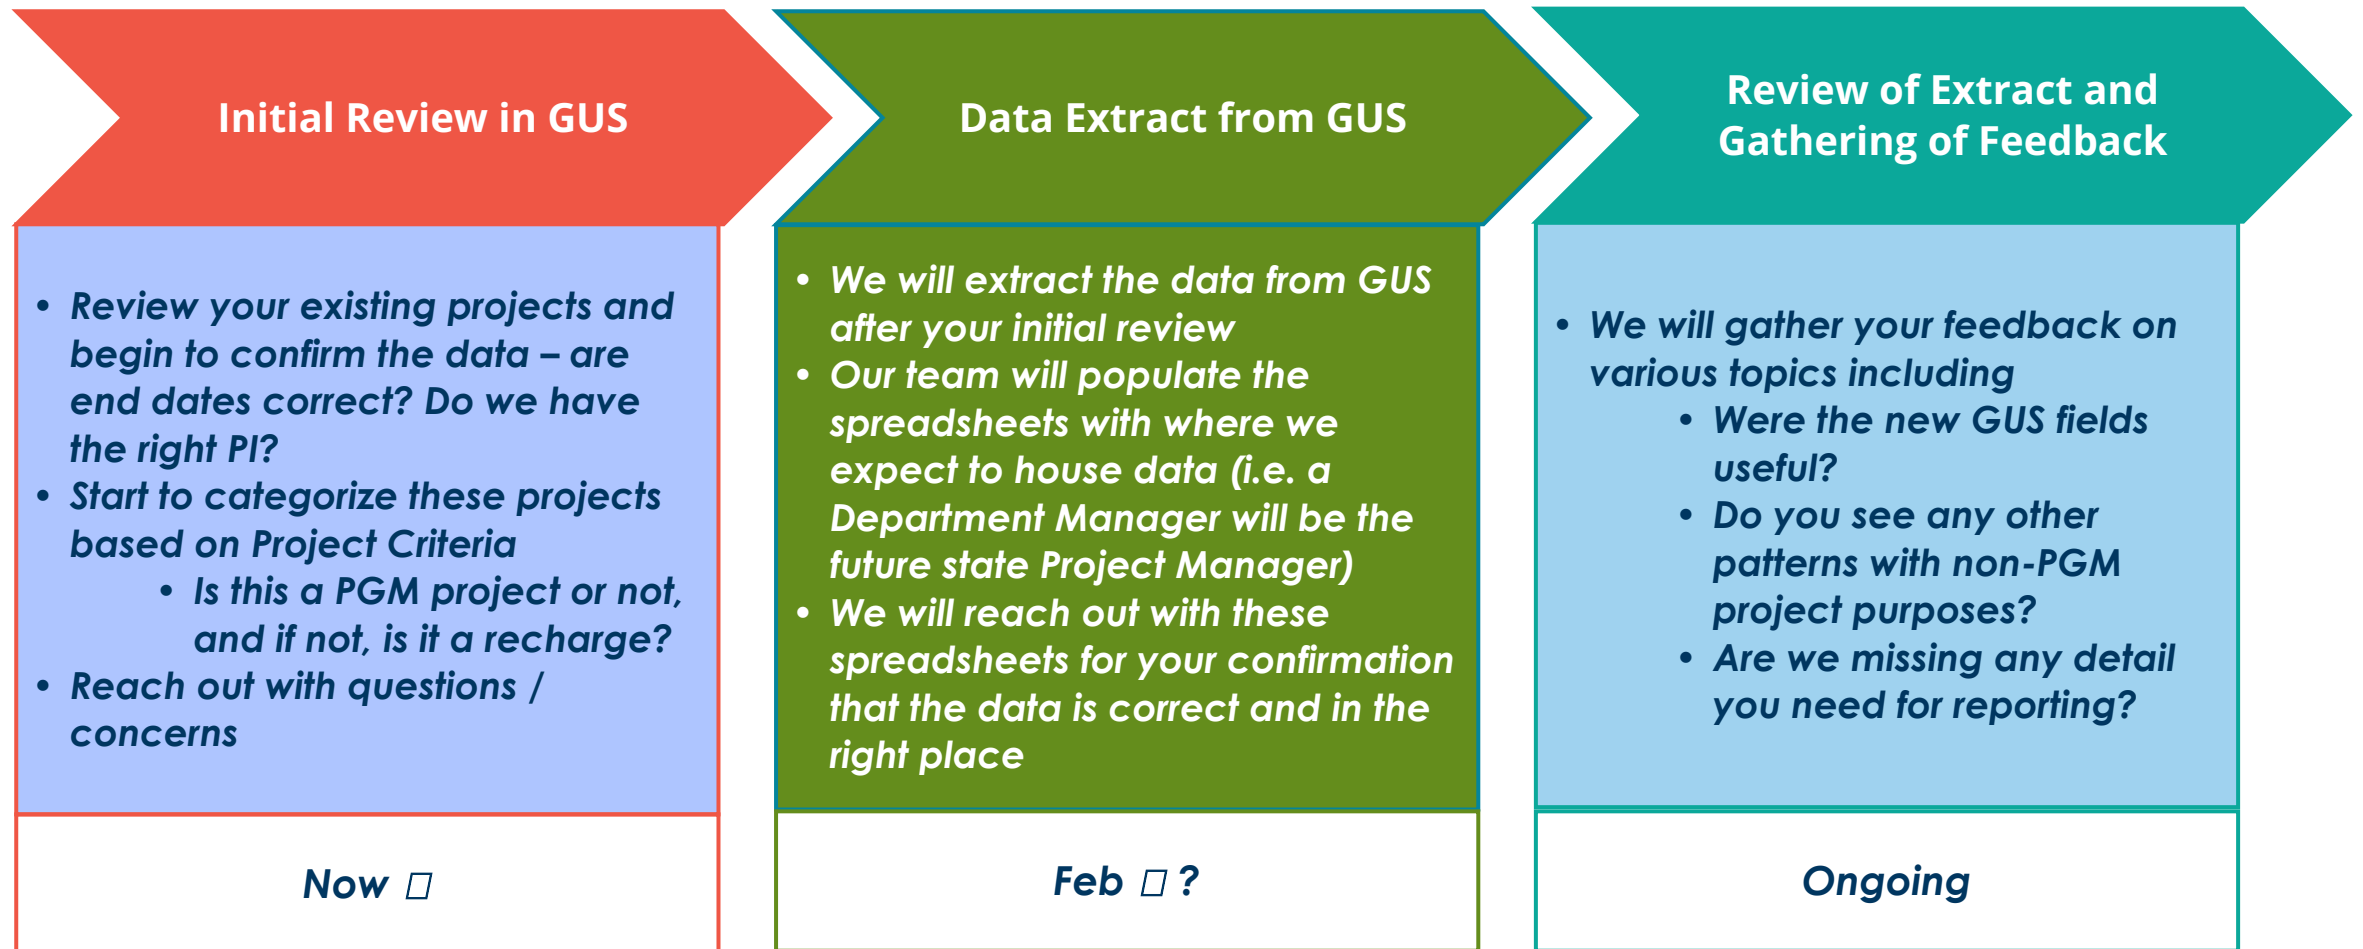 Initial Review in GUS
• Review your existing projects and
begin to confirm the data – are
end dates correct? Do we have
the right PI?
• Start to categorize these projects
based on Project Criteria
• Is this a PGM project or not,
and if not, is it a recharge?
• Reach out with questions /
concerns
Now □
Data Extract from GUS
• We will extract the data from GUS
after your initial review
• Our team will populate the
spreadsheets with where we
expect to house data (i.e. a
Department Manager will be the
future state Project Manager)
• We will reach out with these
spreadsheets for your confirmation
that the data is correct and in the
right place
Feb □ ?
Review of Extract and
Gathering of Feedback
• We will gather your feedback on
various topics including
• Were the new GUS fields
useful?
• Do you see any other
patterns with non-PGM
project purposes?
• Are we missing any detail
you need for reporting?
Ongoing